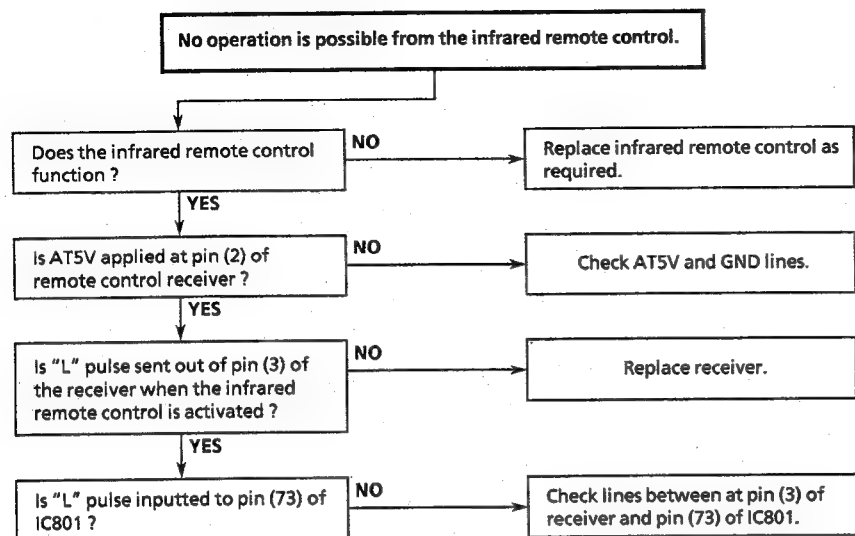 No operation is possible from the infrared remote control.
Does the infrared remote control
function ?
NO
Replace infrared remote control as
required.
YES
Is AT5V applied at pin (2) of
remote control receiver ?
NO
Check AT5V and GND lines.
YES
Is "L" pulse sent out of pin (3) of
the receiver when the infrared
remote control is activated ?
NO
Replace receiver.
YES
Is "L" pulse inputted to pin (73) of
IC801 ?
NO
Check lines between at pin (3) of
receiver and pin (73) of IC801.